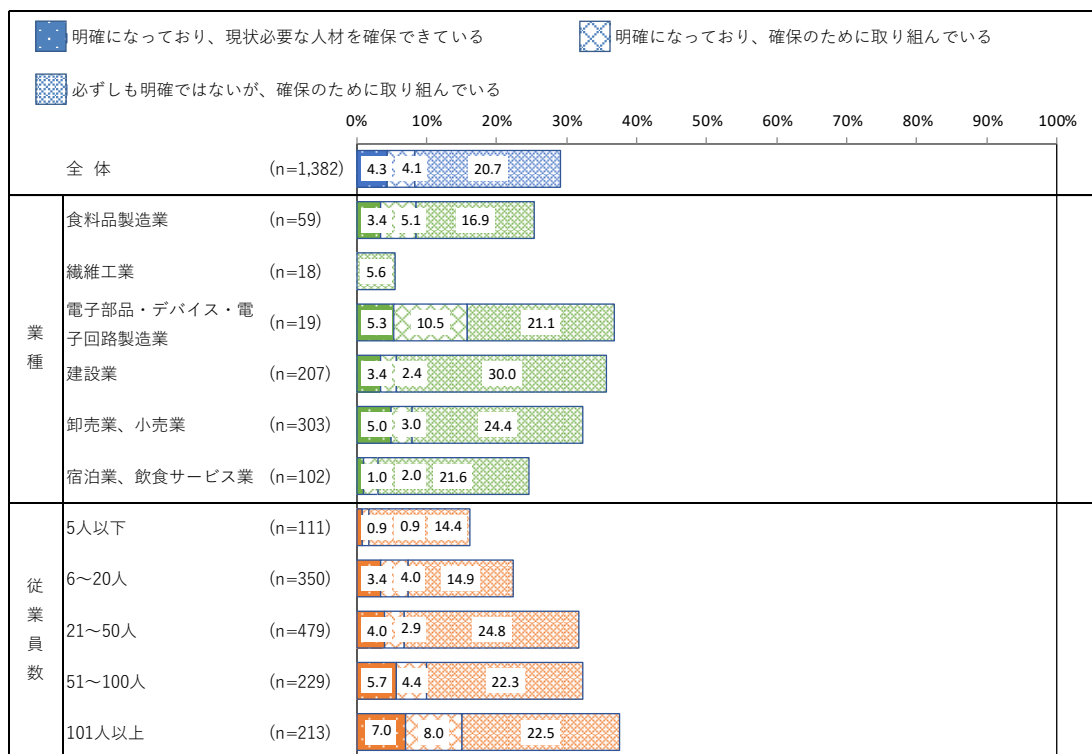 明確になっており、現状必要な人材を確保できている
明確になっており、確保のために取り組んでいる
必ずしも明確ではないが、確保のために取り組んでいる
0% 10% 20% 30% 40% 50% 60% 70% 80% 90% 100%
全 体 (n=1,382) 4.3 4.1 20.7
業種
食料品製造業 (n=59) 3.4 5.1 16.9
繊維工業 (n=18) 5.6
電子部品・デバイス・電
子回路製造業 (n=19) 5.3 10.5 21.1
建設業 (n=207) 3.4 2.4 30.0
卸売業、小売業 (n=303) 5.0 3.0 24.4
宿泊業、飲食サービス業 (n=102) 1.0 2.0 21.6
従業員数
5人以下 (n=111) 0.9 0.9 14.4
6～20人 (n=350) 3.4 4.0 14.9
21～50人 (n=479) 4.0 2.9 24.8
51～100人 (n=229) 5.7 4.4 22.3
101人以上 (n=213) 7.0 8.0 22.5